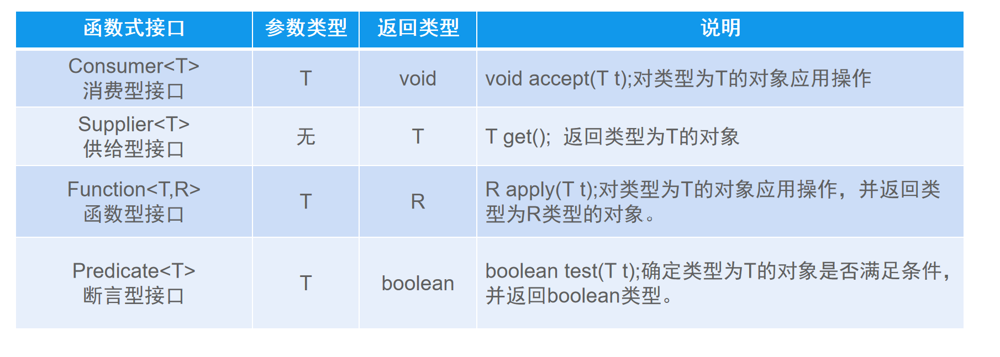 函数式接口 参数类型 返回类型 说明
Consumer<T>
消费型接口
T
void
void accept(T t);对类型为T的对象应用操作
Supplier<T>
供给型接口
无
T
T get();  返回类型为T的对象
Function<T,R>
函数型接口
T
R
R apply(T t);对类型为T的对象应用操作，并返回类
型为R类型的对象。
Predicate<T>
断言型接口
T
boolean
boolean test(T t);确定类型为T的对象是否满足条件，
并返回boolean类型。